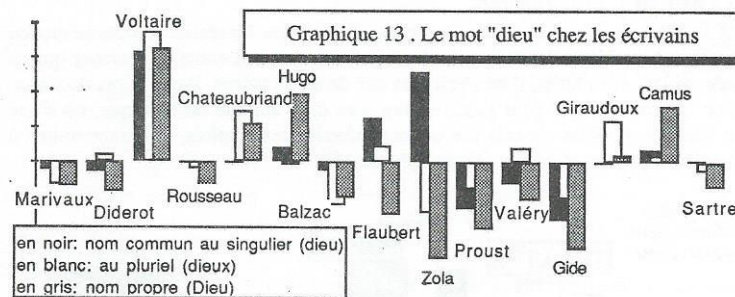 Graphique 13 . Le mot "dieu" chez les écrivains
Voltaire
Chateaubriand
Hugo
Giraudoux
Camus
Marivaux
Diderot
Rousseau
Balzac
Flaubert
Zola
Proust
Valéry
Gide
Sartre
en noir: nom commun au singulier (dieu)
en blanc: au pluriel (dieux)
en gris: nom propre (Dieu)